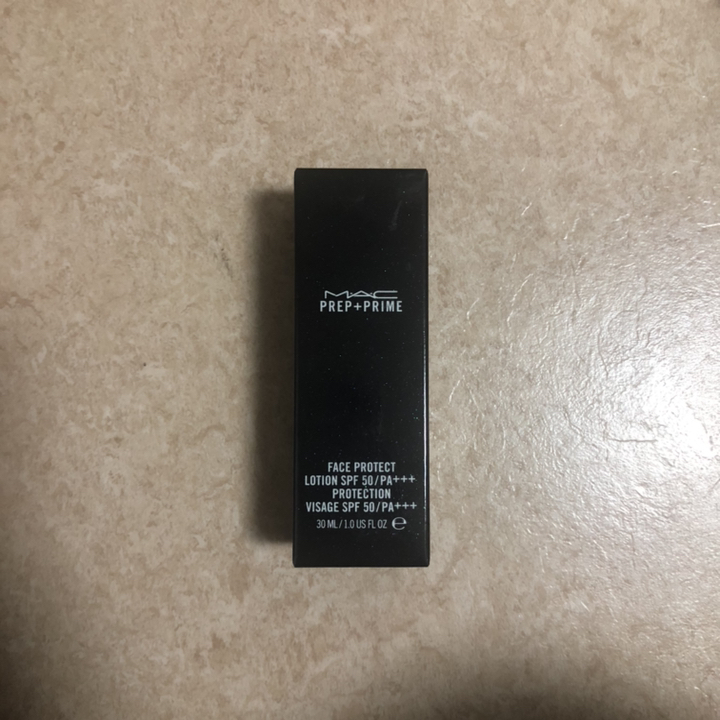 MAC
PREP+PRIME
FACE PROTECT
LOTION SPF 50/PA+++
PROTECTION
VISAGE SPF 50/PA+++
30 ML / 1.0 US FL OZ ℮